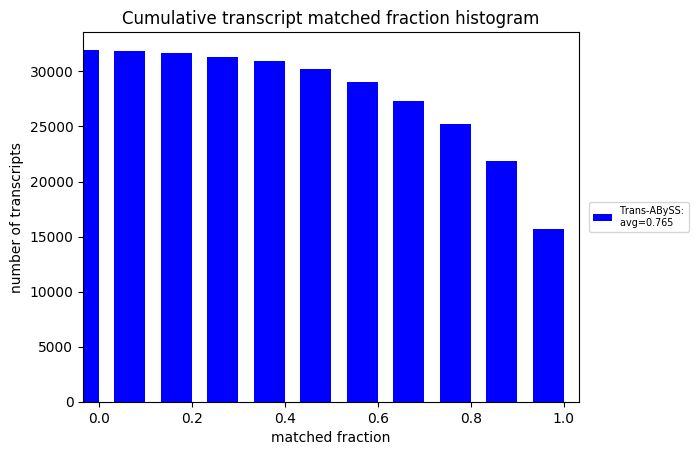 Cumulative transcript matched fraction histogram
number of transcripts
30000
25000
20000
15000
10000
5000
0
0.0 0.2 0.4 0.6 0.8 1.0
matched fraction
Trans-ABySS:
avg=0.765